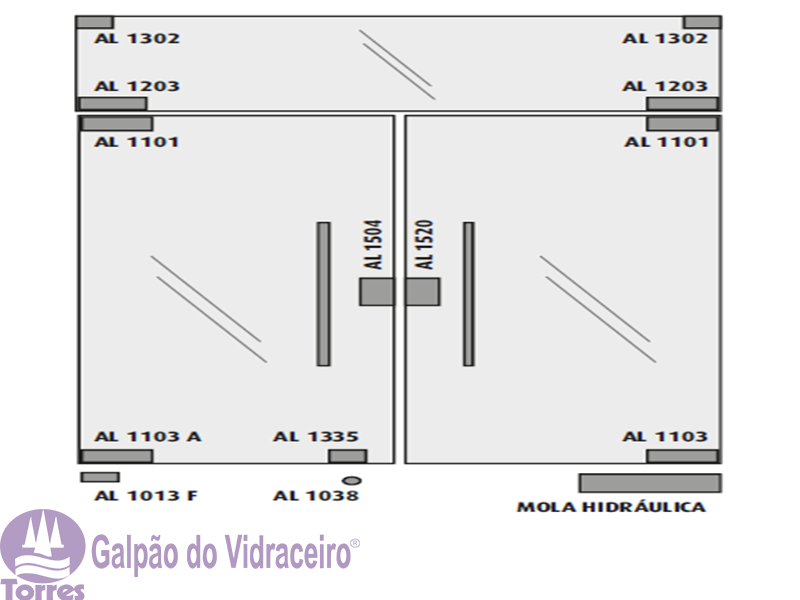 AL 1302 AL 1302
AL 1203 AL 1203
AL 1101 AL 1101
AL 1504 AL 1520
AL 1103 A AL 1335 AL 1103
AL 1013 F AL 1038
MOLA HIDRÁULICA
Galpão do Vidraceiro®
Torres